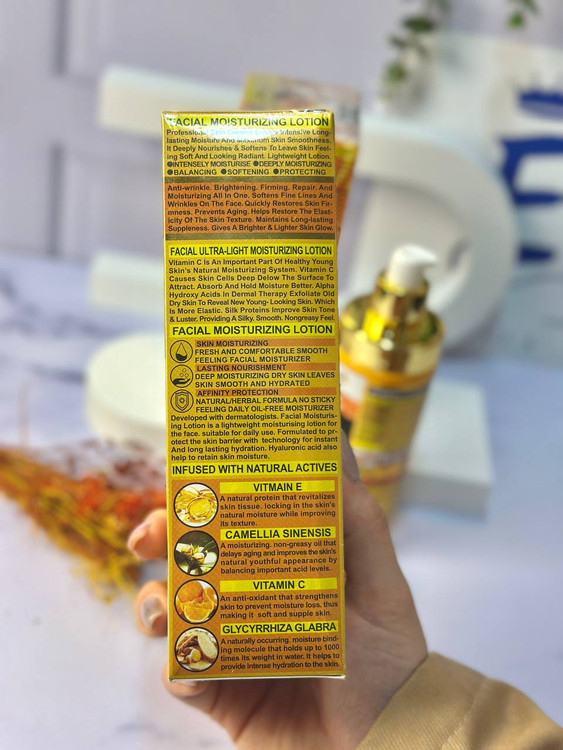 FACIAL MOISTURIZING LOTION
Professional Intensive Long-
lasting Moisture And Maximum Skin Smoothness.
It Deeply Nourishes & Softens To Leave Skin Feel-
ing Soft And Looking Radiant. Lightweight Lotion.
●INTENSELY MOISTURISE ●DEEPLY MOISTURIZING
●BALANCING ●SOFTENING ●PROTECTING
Anti-wrinkle. Brightening. Firming. Repair. And
Moisturizing All In One. Softens Fine Lines And
Wrinkles On The Face. Quickly Restores Skin Fir-
mness. Prevents Aging. Helps Restore The Elast-
icity Of The Skin Texture. Maintains Long-lasting
Suppleness. Gives A Brighter & Lighter Skin Glow.
FACIAL ULTRA-LIGHT MOISTURIZING LOTION
Vitamin C Is An Important Part Of Healthy Young
Skin's Natural Moisturizing System. Vitamin C
Causes Skin Cells Deep Below The Surface To
Attract. Absorb And Hold Moisture Better. Alpha
Hydroxy Acids In Dermal Therapy Exfoliate Old
Dry Skin To Reveal New Young- Looking Skin. Which
Is More Elastic. Silk Proteins Improve Skin Tone
& Luster. Providing A Silky. Smooth. Nongreasy Feel.
FACIAL MOISTURIZING LOTION
SKIN MOISTURIZING
FRESH AND COMFORTABLE SMOOTH
FEELING FACIAL MOISTURIZER
LASTING NOURISHMENT
DEEP MOISTURIZING DRY SKIN LEAVES
SKIN SMOOTH AND HYDRATED
AFFINITY PROTECTION
NATURAL/HERBAL FORMULA NO STICKY
FEELING DAILY OIL-FREE MOISTURIZER
Developed with dermatologists. Facial Moisturis-
ing Lotion is a lightweight moisturising lotion for
the face. suitable for daily use. Formulated to pr-
otect the skin barrier with technology for instant
And long lasting hydration. Hyaluronic acid also
help to retain skin moisture.
INFUSED WITH NATURAL ACTIVES
VITMAIN E
A natural protein that revitalizes
skin tissue. locking in the skin's
natural moisture while improving
its texture.
CAMELLIA SINENSIS
A moisturizing. non-greasy oil that
delays aging and improves the skin's
natural youthful appearance by
balancing important acid levels.
VITAMIN C
An anti-oxidant that strengthens
skin to prevent moisture loss. thus
making it soft and supple skin.
GLYCYRRHIZA GLABRA
A naturally occurring. moisture bind-
ing molecule that holds up to 1000
times its weight in water. It helps to
provide intense hydration to the skin.